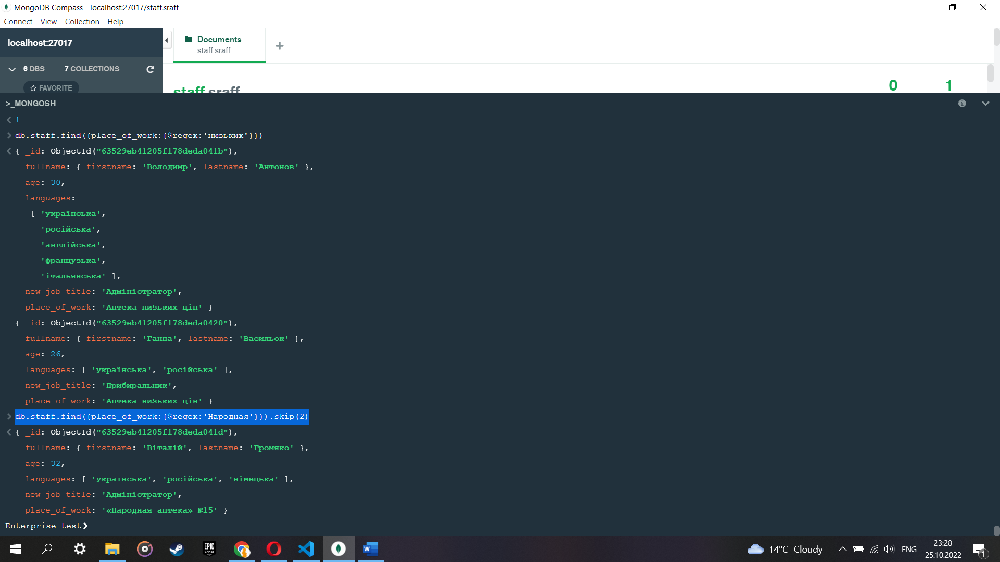 MongoDB Compass - localhost:27017/staff.sraff
Connect View Collection Help
localhost:27017
Documents
staff.sraff
6 DBS 7 COLLECTIONS
FAVORITE
staff.sraff
0 1
>_MONGOSH
1
db.staff.find({place_of_work:{$regex:'низьких'}})
{ _id: ObjectId("63529eb41205f178deda041b"),
fullname: { firstname: 'Володимр', lastname: 'Антонов' },
age: 30,
languages:
[ 'українська',
'російська',
'англійська',
'французька',
'італьянська' ],
new_job_title: 'Адміністратор',
place_of_work: 'Аптека низьких цін' }
{ _id: ObjectId("63529eb41205f178deda0420"),
fullname: { firstname: 'Ганна', lastname: 'Васильок' },
age: 26,
languages: [ 'українська', 'російська' ],
new_job_title: 'Прибиральник',
place_of_work: 'Аптека низьких цін' }
db.staff.find({place_of_work:{$regex:'Народная'}}).skip(2)
{ _id: ObjectId("63529eb41205f178deda041d"),
fullname: { firstname: 'Віталій', lastname: 'Громяко' },
age: 32,
languages: [ 'українська', 'російська', 'німецька' ],
new_job_title: 'Адміністратор',
place_of_work: '«Народная аптека» №15' }
Enterprise test>
EPIC GAMES
W
14°C Cloudy
ENG
23:28
25.10.2022
1